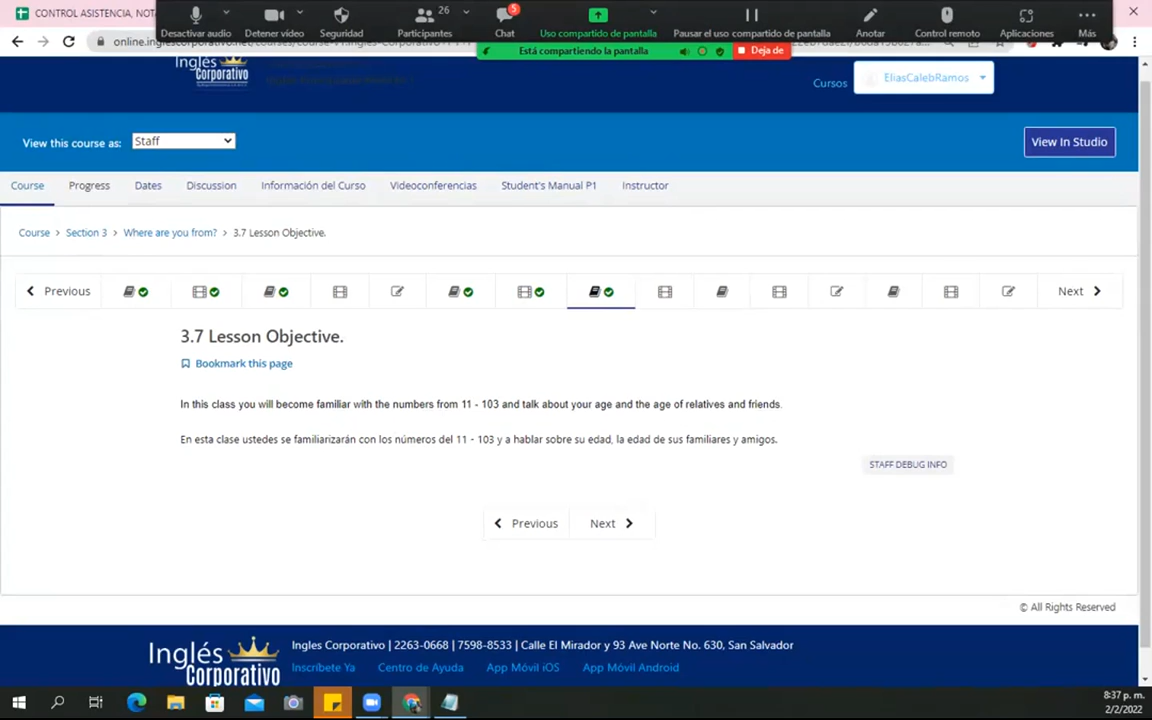 CONTROL ASISTENCIA, NOT
Desactivar audio
Detener video
Seguridad
26
Participantes
5
Chat
Uso compartido de pantalla
Pausar el uso compartido de pantalla
Anotar
Control remoto
Aplicaciones
Más
Está compartiendo la pantalla
Deja de
Inglés
Corporativo
Cursos
EliasCalebRamos
View this course as:
Staff
View In Studio
Course
Progress
Dates
Discussion
Información del Curso
Videoconferencias
Student's Manual P1
Instructor
Course > Section 3 > Where are you from? > 3.7 Lesson Objective.
Previous
Next
3.7 Lesson Objective.
Bookmark this page
In this class you will become familiar with the numbers from 11 - 103 and talk about your age and the age of relatives and friends.
En esta clase ustedes se familiarizarán con los números del 11 - 103 y a hablar sobre su edad, la edad de sus familiares y amigos.
STAFF DEBUG INFO
Previous
Next
© All Rights Reserved
Inglés
Corporativo
Ingles Corporativo | 2263-0668 | 7598-8533 | Calle El Mirador y 93 Ave Norte No. 630, San Salvador
Inscríbete Ya
Centro de Ayuda
App Móvil iOS
App Móvil Android
8:37 p. m.
2/2/2022